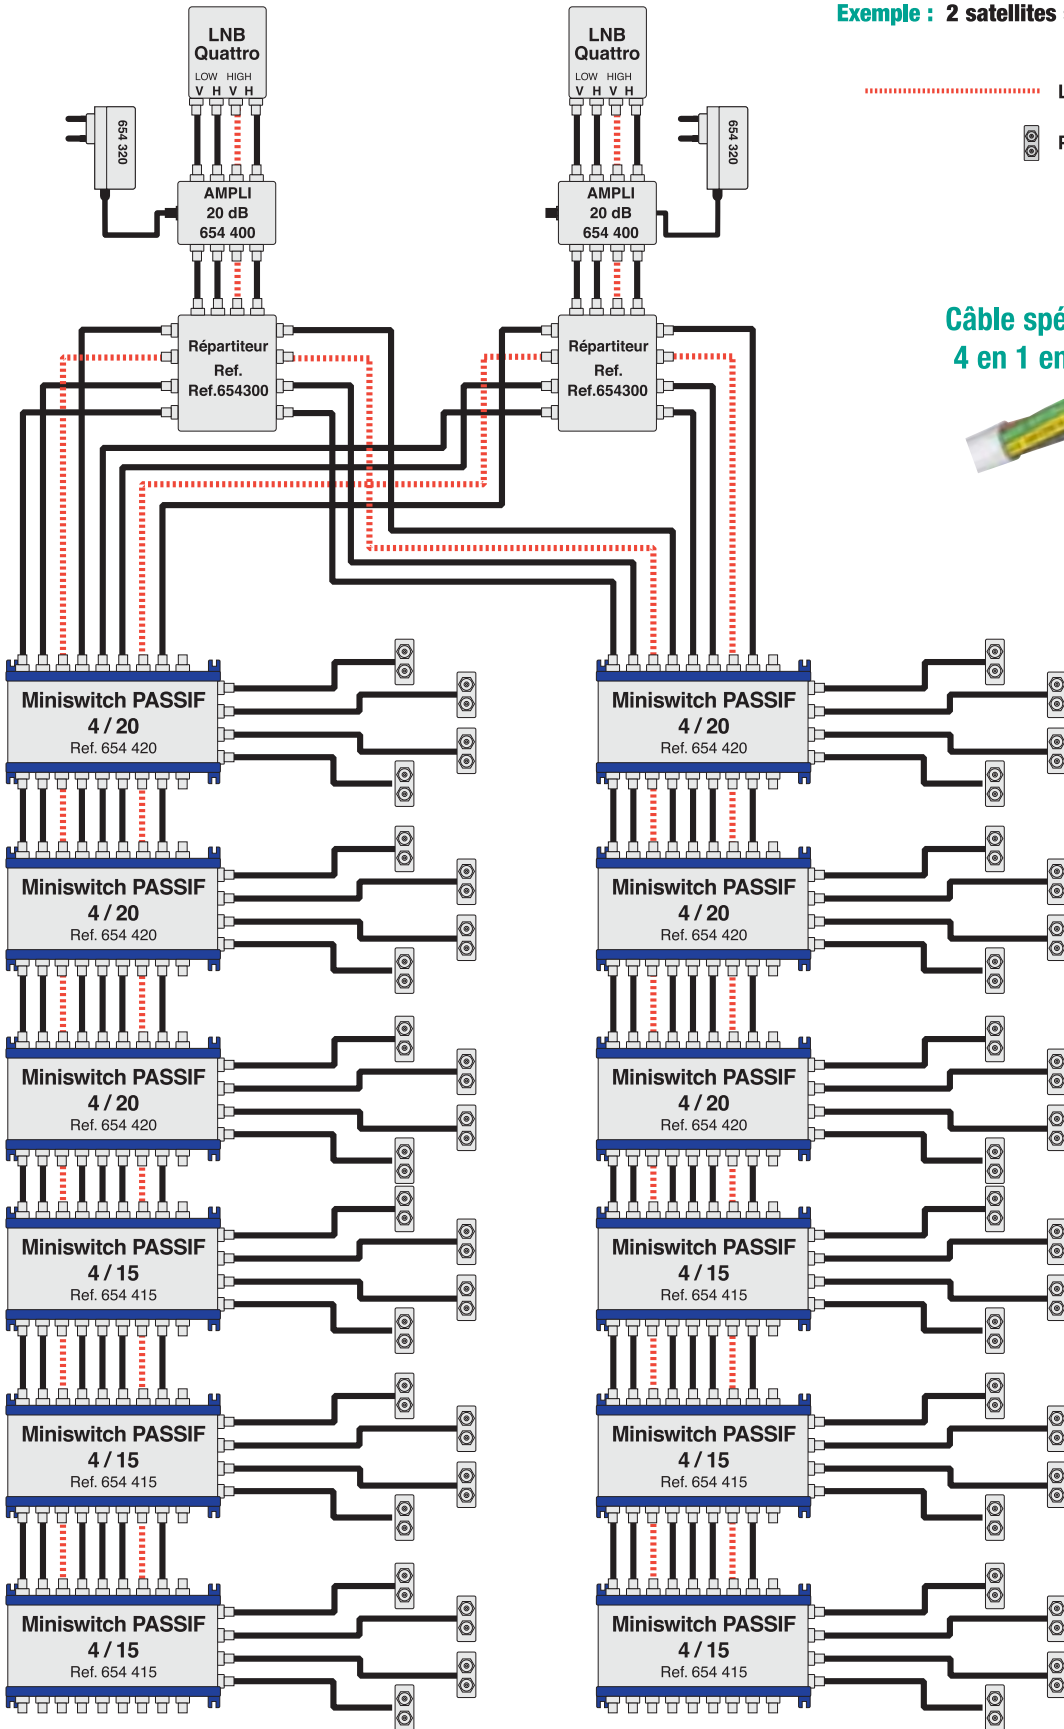 Exemple : 2 satellites
LNB
Quattro
LOW HIGH
V H V H
LNB
Quattro
LOW HIGH
V H V H
654 320
654 320
AMPLI
20 dB
654 400
AMPLI
20 dB
654 400
Répartiteur
Ref.
Ref.654300
Répartiteur
Ref.
Ref.654300
Câble spé
4 en 1 en
Miniswitch PASSIF
4 / 20
Ref. 654 420
Miniswitch PASSIF
4 / 20
Ref. 654 420
Miniswitch PASSIF
4 / 20
Ref. 654 420
Miniswitch PASSIF
4 / 20
Ref. 654 420
Miniswitch PASSIF
4 / 20
Ref. 654 420
Miniswitch PASSIF
4 / 20
Ref. 654 420
Miniswitch PASSIF
4 / 15
Ref. 654 415
Miniswitch PASSIF
4 / 15
Ref. 654 415
Miniswitch PASSIF
4 / 15
Ref. 654 415
Miniswitch PASSIF
4 / 15
Ref. 654 415
Miniswitch PASSIF
4 / 15
Ref. 654 415
Miniswitch PASSIF
4 / 15
Ref. 654 415